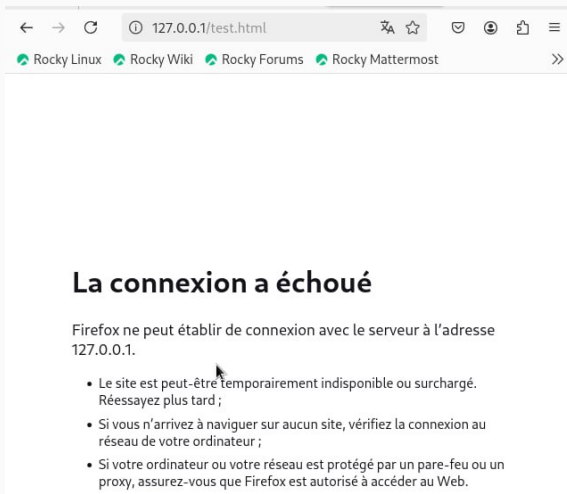 127.0.0.1/test.html
Rocky Linux Rocky Wiki Rocky Forums Rocky Mattermost
La connexion a échoué
Firefox ne peut établir de connexion avec le serveur à l’adresse
127.0.0.1.
• Le site est peut-être temporairement indisponible ou surchargé.
Réessayez plus tard ;
• Si vous n’arrivez à naviguer sur aucun site, vérifiez la connexion au
réseau de votre ordinateur ;
• Si votre ordinateur ou votre réseau est protégé par un pare-feu ou un
proxy, assurez-vous que Firefox est autorisé à accéder au Web.